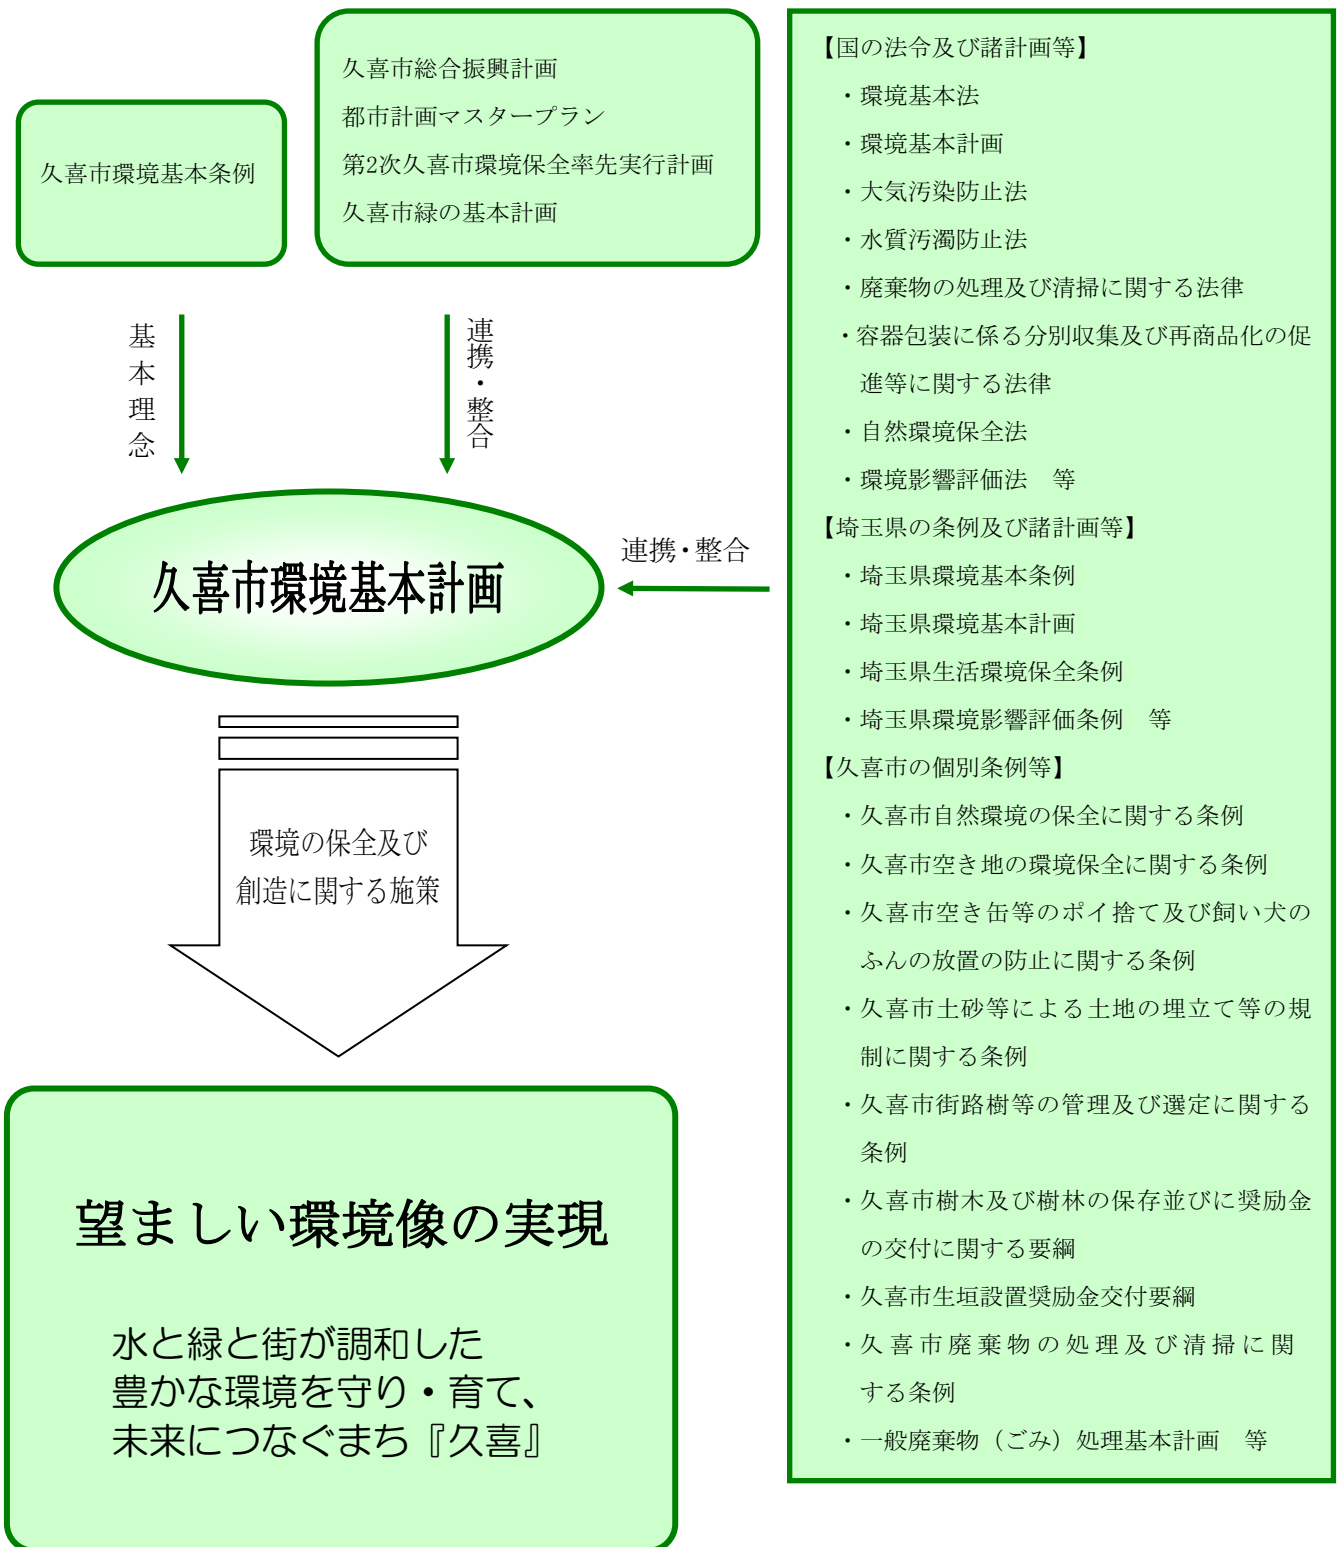 久喜市環境基本条例
久喜市総合振興計画
都市計画マスタープラン
第2次久喜市環境保全率先実行計画
久喜市緑の基本計画
基本理念
連携・整合
久喜市環境基本計画
連携・整合
環境の保全及び
創造に関する施策
望ましい環境像の実現
水と緑と街が調和した
豊かな環境を守り・育て、
未来につなぐまち『久喜』
【国の法令及び諸計画等】
・環境基本法
・環境基本計画
・大気汚染防止法
・水質汚濁防止法
・廃棄物の処理及び清掃に関する法律
・容器包装に係る分別収集及び再商品化の促
進等に関する法律
・自然環境保全法
・環境影響評価法　等
【埼玉県の条例及び諸計画等】
・埼玉県環境基本条例
・埼玉県環境基本計画
・埼玉県生活環境保全条例
・埼玉県環境影響評価条例　等
【久喜市の個別条例等】
・久喜市自然環境の保全に関する条例
・久喜市空き地の環境保全に関する条例
・久喜市空き缶等のポイ捨て及び飼い犬の
ふんの放置の防止に関する条例
・久喜市土砂等による土地の埋立て等の規
制に関する条例
・久喜市街路樹等の管理及び選定に関する
条例
・久喜市樹木及び樹林の保存並びに奨励金
の交付に関する要綱
・久喜市生垣設置奨励金交付要綱
・久喜市廃棄物の処理及び清掃に関
する条例
・一般廃棄物（ごみ）処理基本計画　等